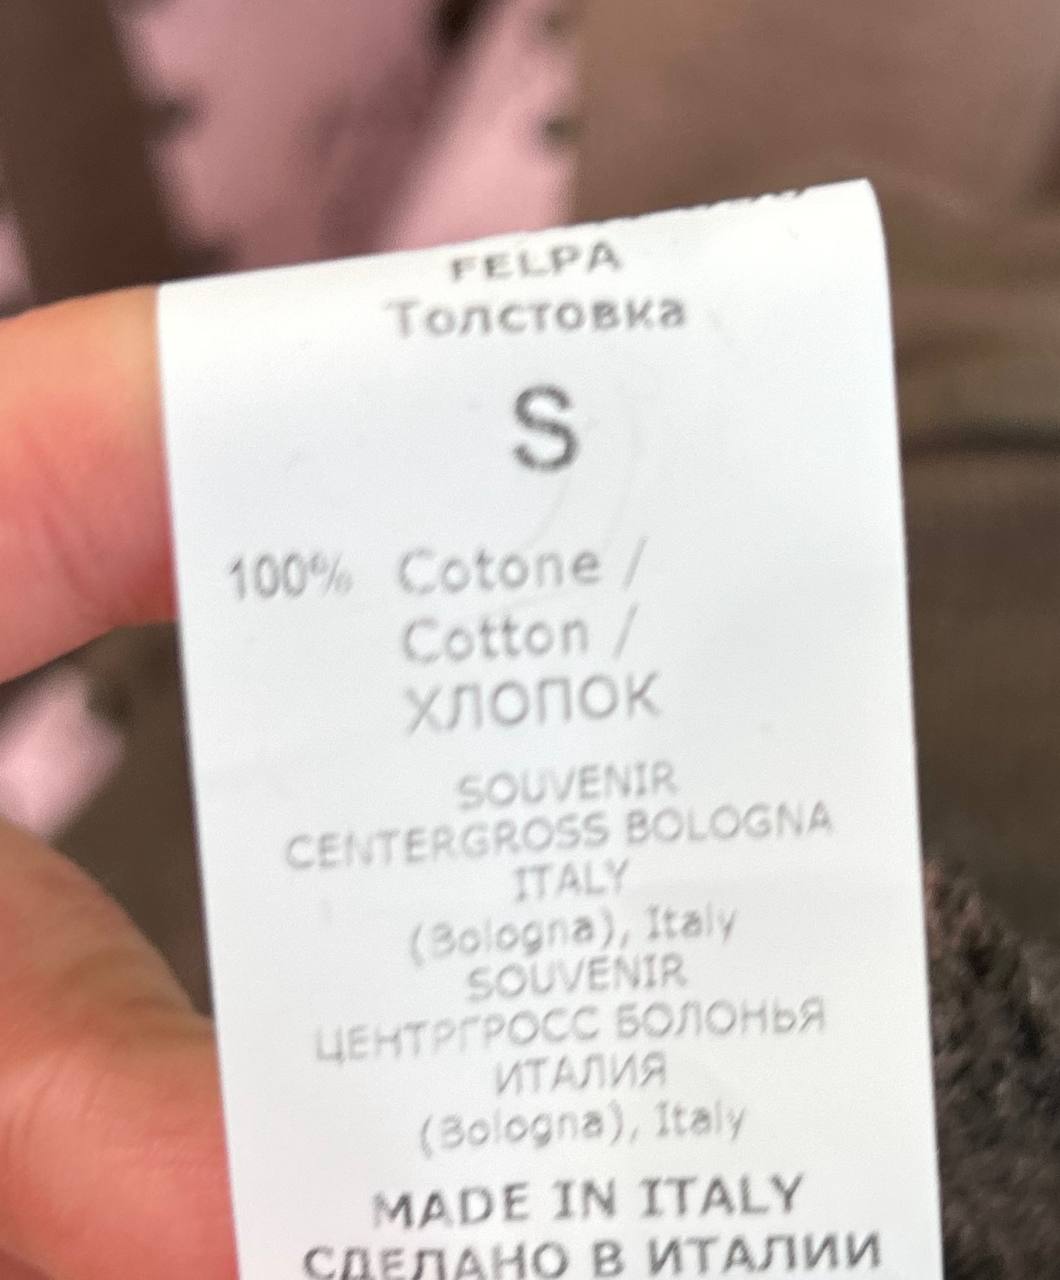 FELPA
Толстовка
S
100% Cotone /
Cotton /
ХЛОПОК
SOUVENIR
CENTERGROSS BOLOGNA
ITALY
(Bologna), Italy
SOUVENIR
ЦЕНТРГРОСС БОЛОНЬЯ
ИТАЛИЯ
(Bologna), Italy
MADE IN ITALY
СДЕЛАНО В ИТАЛИИ